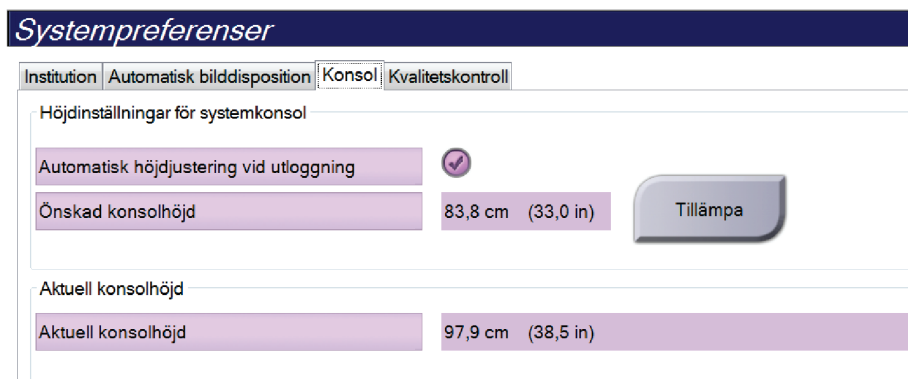 Systempreferenser
Institution Automatisk bilddisposition Konsol Kvalitetskontroll
Höjdinställningar för systemkonsol
Automatisk höjdjustering vid utloggning
Önskad konsolhöjd 83,8 cm (33,0 in) Tillämpa
Aktuell konsolhöjd
Aktuell konsolhöjd 97,9 cm (38,5 in)